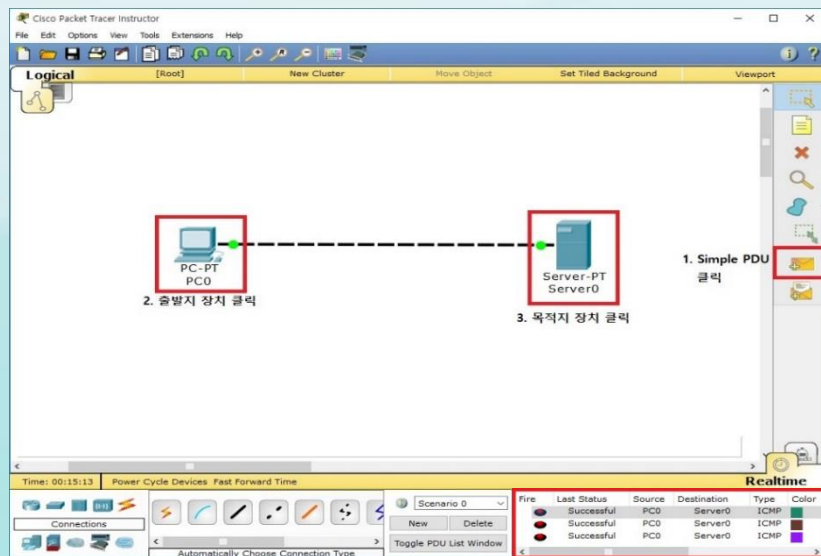 Cisco Packet Tracer Instructor
File Edit Options View Tools Extensions Help
Logical [Root] New Cluster Move Object Set Tiled Background Viewport
PC-PT
PC0
2. 출발지 장치 클릭
Server-PT
Server0
3. 목적지 장치 클릭
1. Simple PDU
클릭
Time: 00:15:13 Power Cycle Devices Fast Forward Time Realtime
Connections
Automatically Choose Connection Type
Scenario 0
New Delete
Toggle PDU List Window
Fire Last Status Source Destination Type Color
Successful PC0 Server0 ICMP
Successful PC0 Server0 ICMP
Successful PC0 Server0 ICMP